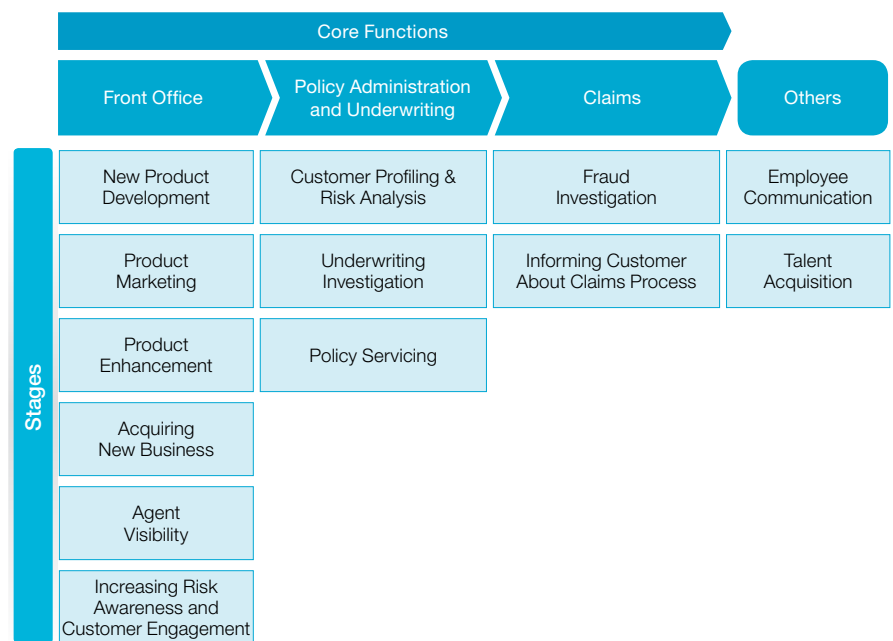 Core Functions
Front Office
Policy Administration
and Underwriting
Claims
Others
Stages
New Product
Development
Customer Profiling &
Risk Analysis
Fraud
Investigation
Employee
Communication
Product
Marketing
Underwriting
Investigation
Informing Customer
About Claims Process
Talent
Acquisition
Product
Enhancement
Policy Servicing
Acquiring
New Business
Agent
Visibility
Increasing Risk
Awareness and
Customer Engagement